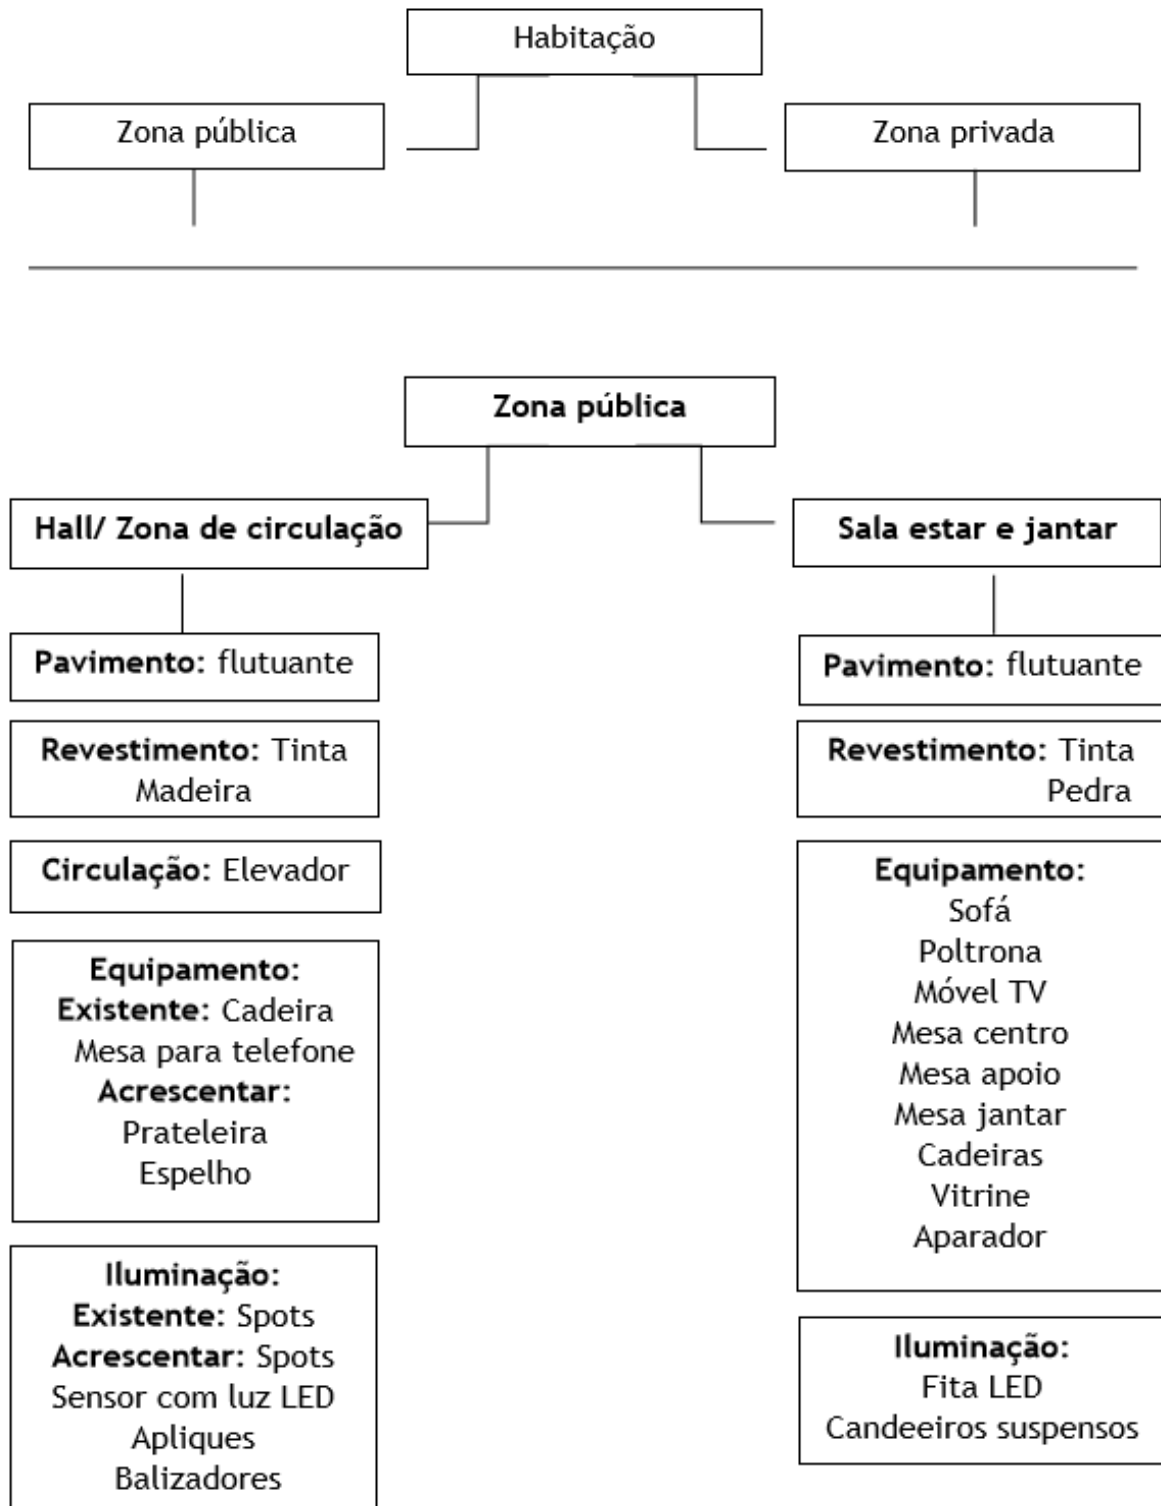 Habitação
Zona pública
Zona privada
Zona pública
Hall/ Zona de circulação
Sala estar e jantar
Pavimento: flutuante
Revestimento: Tinta
Madeira
Circulação: Elevador
Equipamento:
Existente: Cadeira
Mesa para telefone
Acrescentar:
Prateleira
Espelho
Iluminação:
Existente: Spots
Acrescentar: Spots
Sensor com luz LED
Apliques
Balizadores
Pavimento: flutuante
Revestimento: Tinta
Pedra
Equipamento:
Sofá
Poltrona
Móvel TV
Mesa centro
Mesa apoio
Mesa jantar
Cadeiras
Vitrine
Aparador
Iluminação:
Fita LED
Candeeiros suspensos